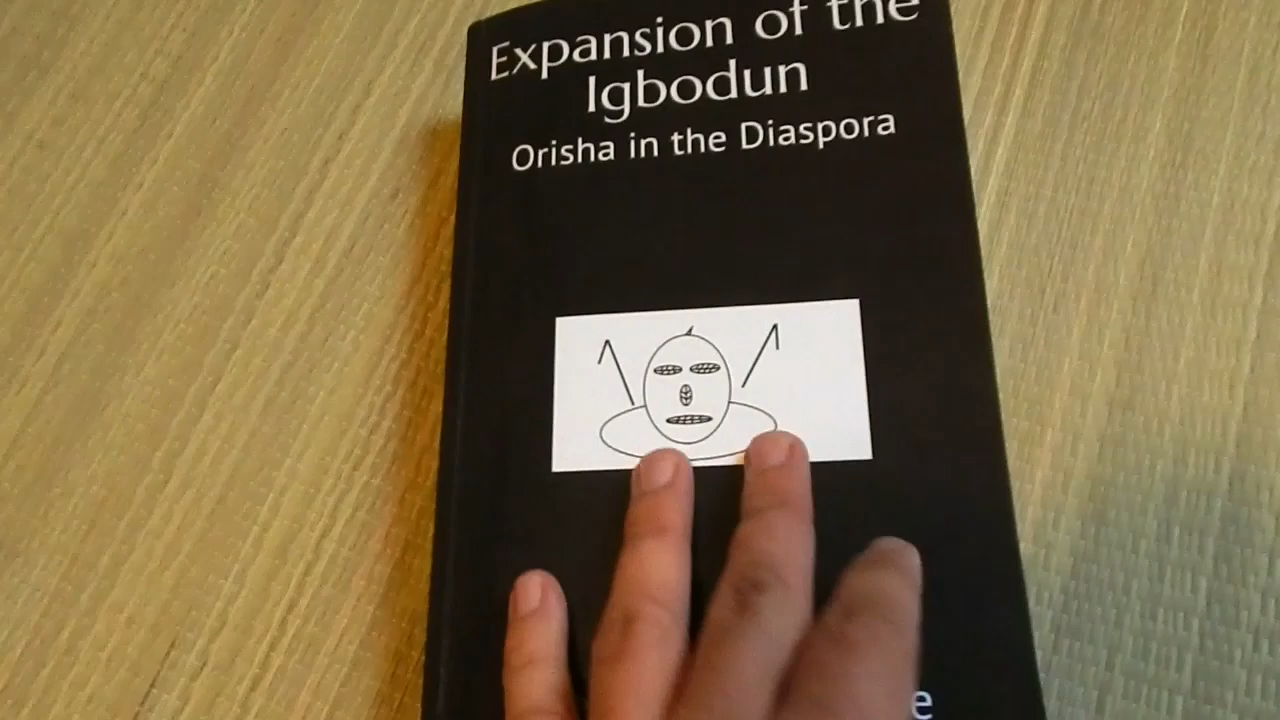 Expansion of the
Igbodun
Orisha in the Diaspora